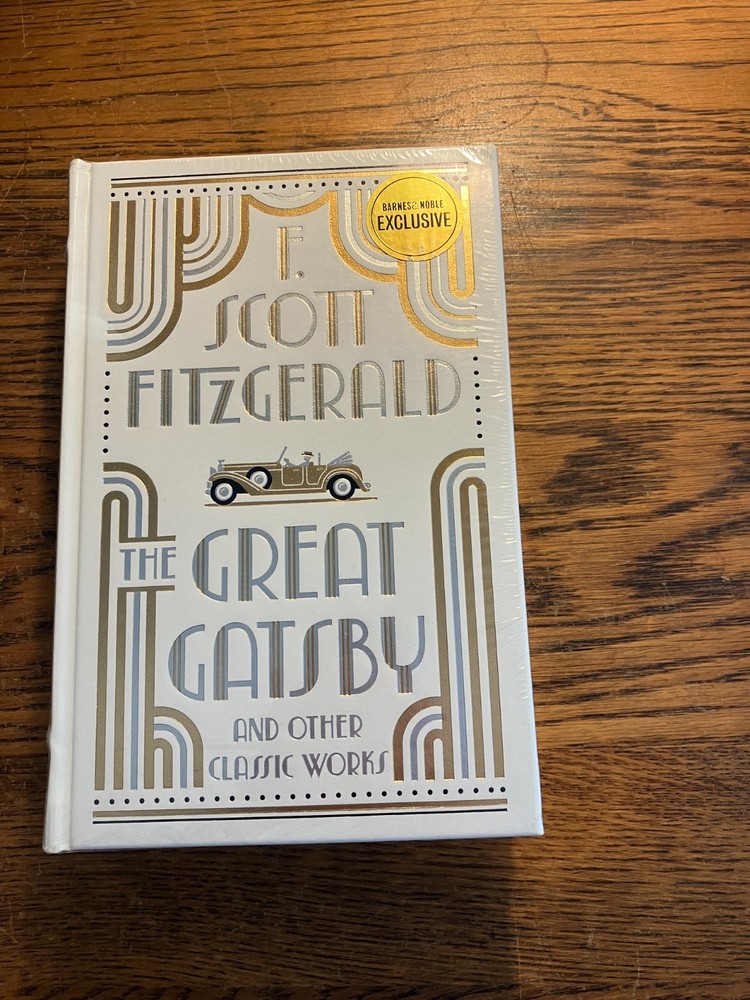 BARNES & NOBLE
EXCLUSIVE
F.
SCOTT
FITZGERALD
THE GREAT
GATSBY
AND OTHER
CLASSIC WORKS